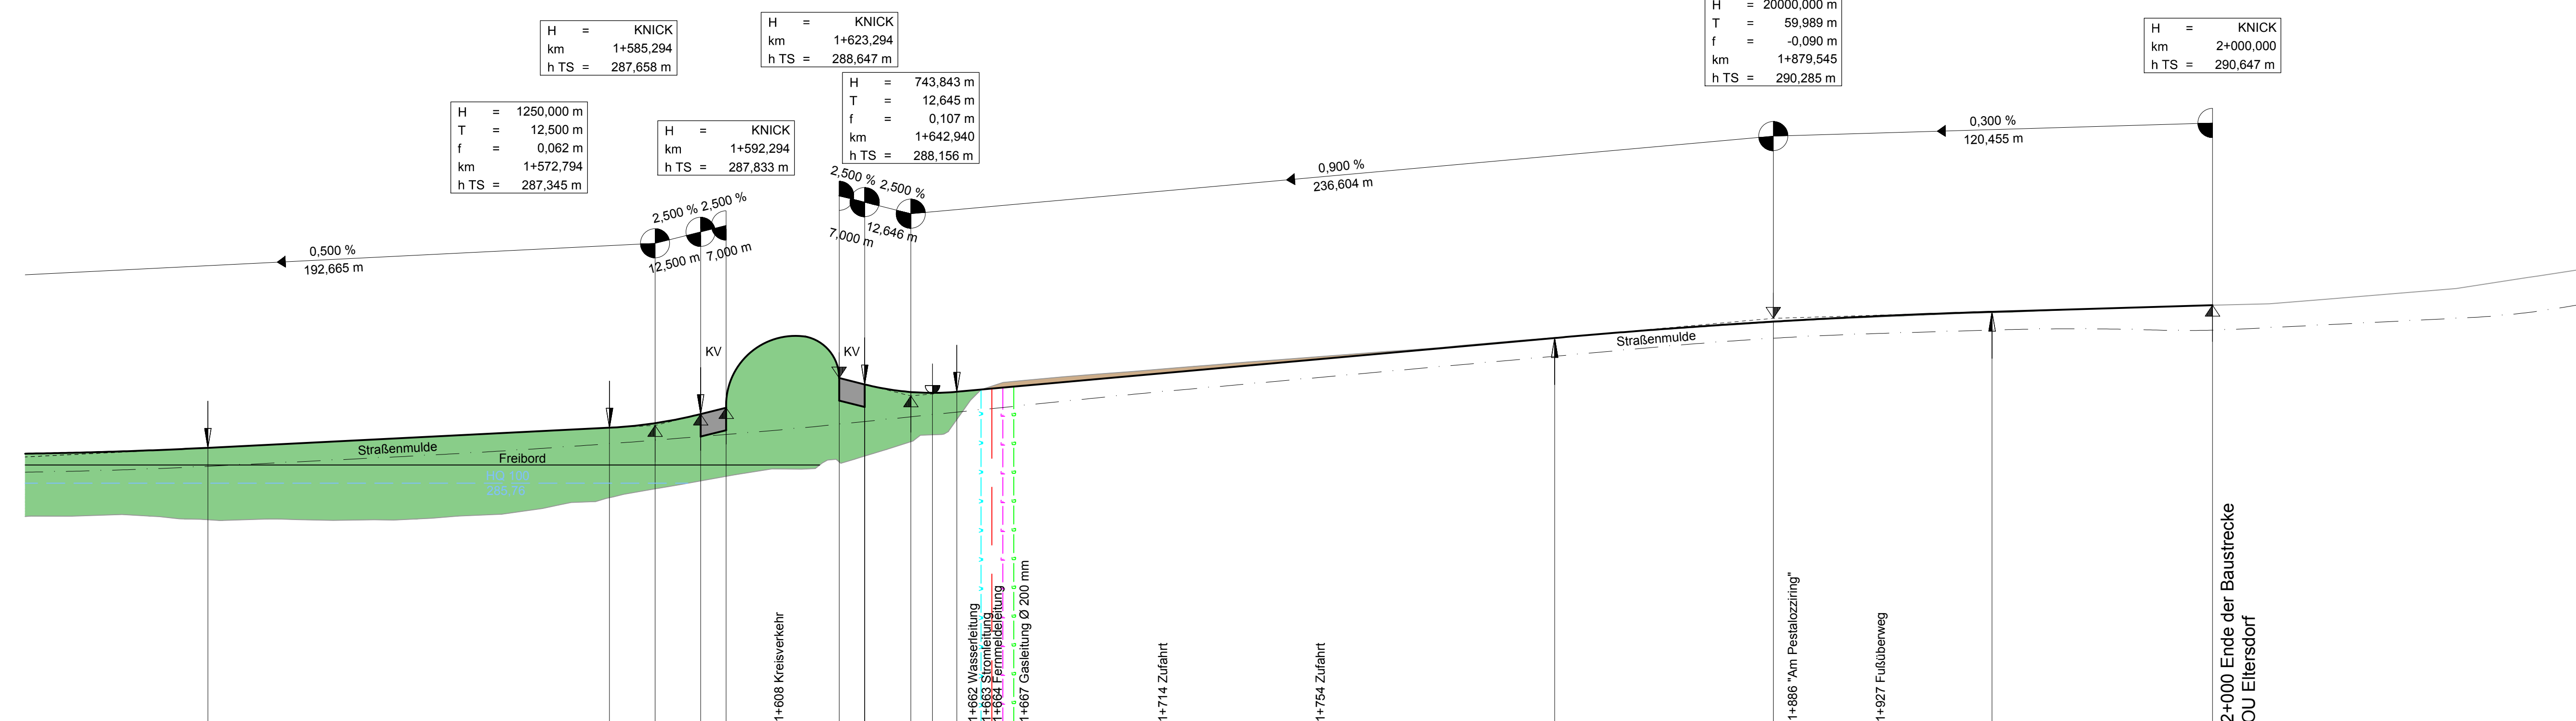 H = KNICK
km 1+585,294
h TS = 287,658 m
H = KNICK
km 1+623,294
h TS = 288,647 m
H = 20000,000 m
T = 59,989 m
f = -0,090 m
km 1+879,545
h TS = 290,285 m
H = KNICK
km 2+000,000
h TS = 290,647 m
H = 1250,000 m
T = 12,500 m
f = 0,062 m
km 1+572,794
h TS = 287,345 m
H = KNICK
km 1+592,294
h TS = 287,833 m
H = 743,843 m
T = 12,645 m
f = 0,107 m
km 1+642,940
h TS = 288,156 m
0,500 %
192,665 m
2,500 %
12,500 m
2,500 %
7,000 m
2,500 %
7,000 m
2,500 %
12,646 m
0,900 %
236,604 m
0,300 %
120,455 m
KV
KV
Straßenmulde
Straßenmulde
Freibord
1+608 Kreisverkehr
1+662 Wasserleitung
1+663 Stromleitung
1+664 Fernmeldeleitung
1+667 Gasleitung Ø 200 mm
1+714 Zufahrt
1+754 Zufahrt
1+886 "Am Pestalozziring"
1+927 Fußüberweg
2+000 Ende der Baustrecke
OU Eltersdorf